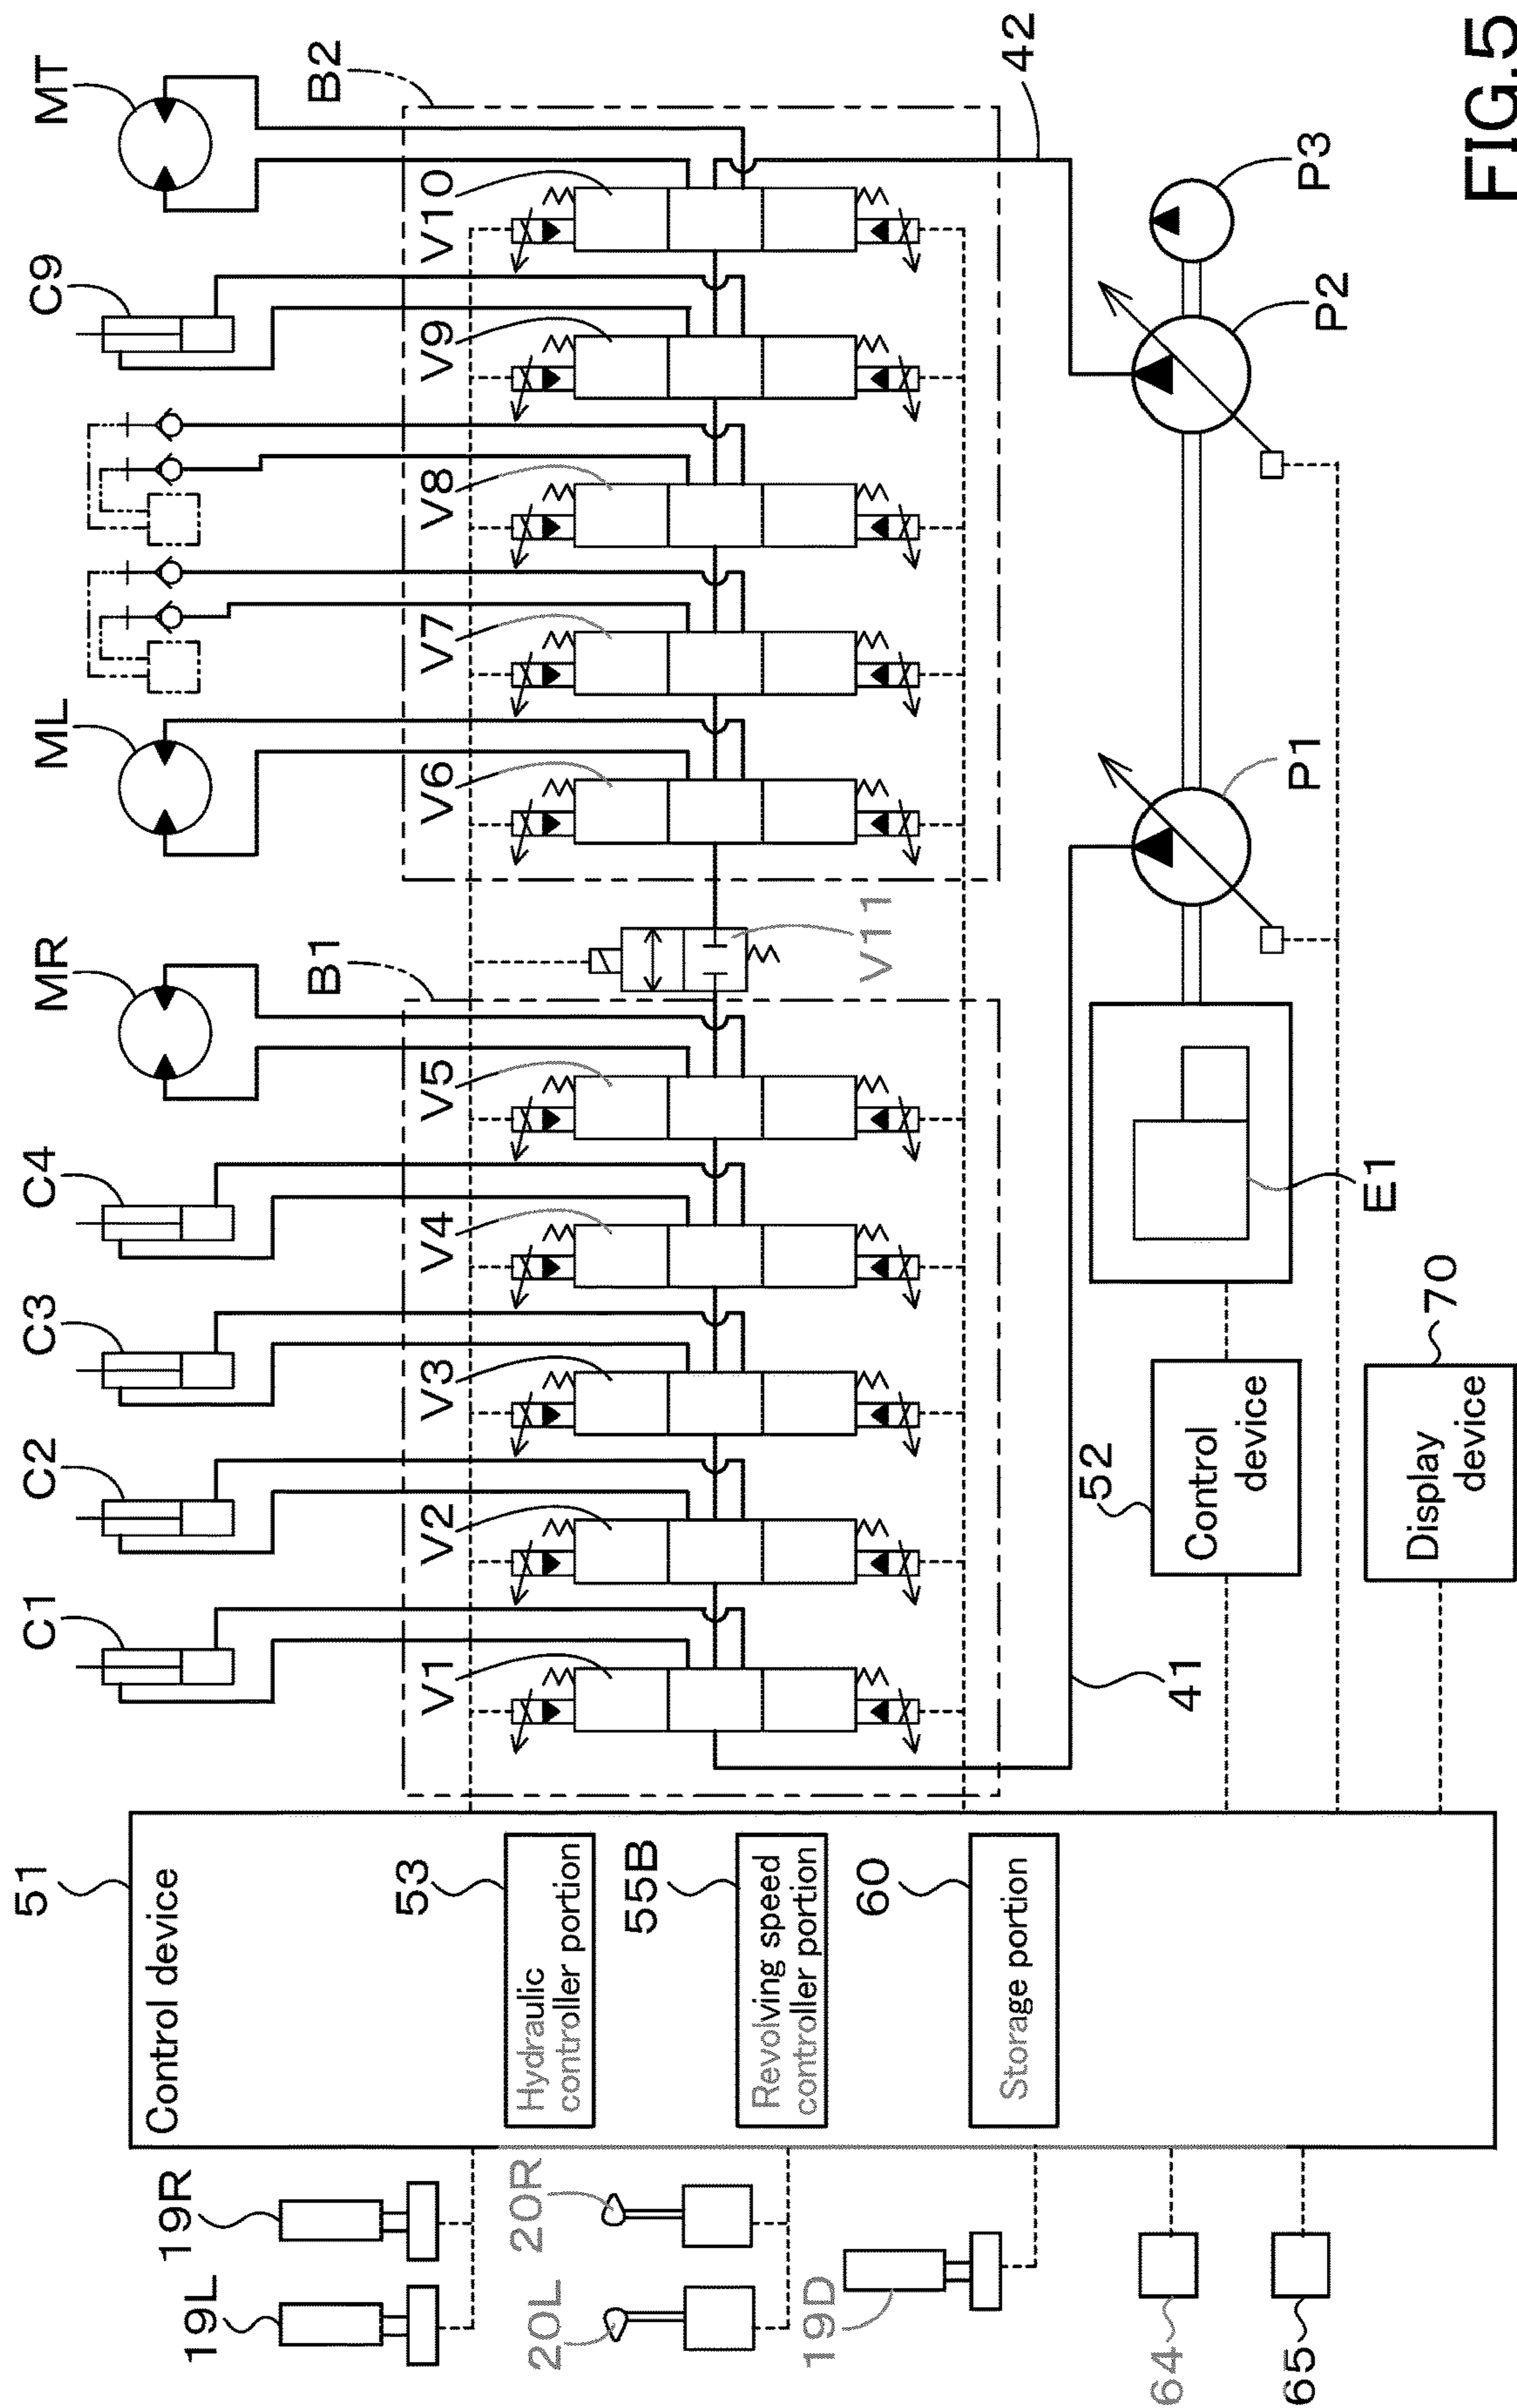 51
Control device
53
Hydraulic
controller portion
55B
Revolving speed
controller portion
60
Storage portion
19R
19L
20R
20L
19D
64
65
C1
C2
C3
C4
MR
ML
C9
MT
B1
B2
V1
V2
V3
V4
V5
V6
V7
V8
V9
V10
V11
41
42
52
Control
device
E1
P1
P2
P3
70
Display
device
FIG.5